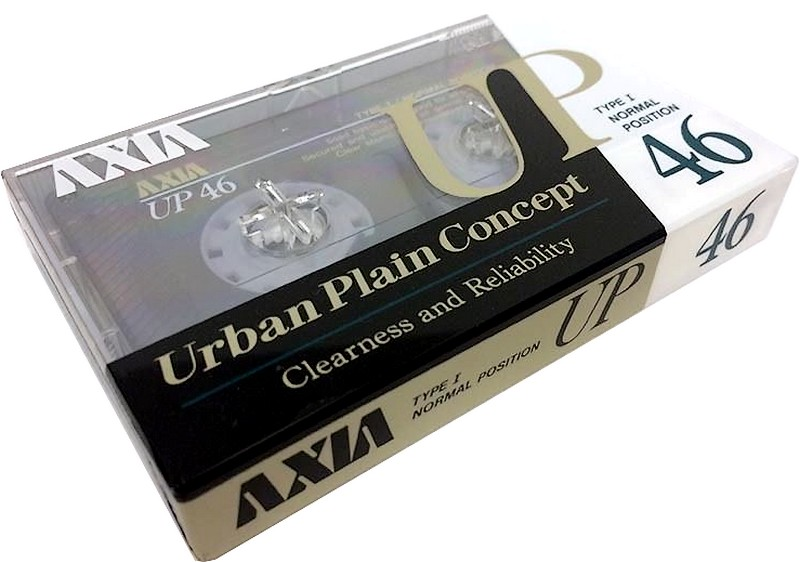 AXIA
AXIA
UP 46
UP
TYPE I
NORMAL
POSITION
46
Urban Plain Concept
Clearness and Reliability
AXIA
TYPE I
NORMAL POSITION
UP
46